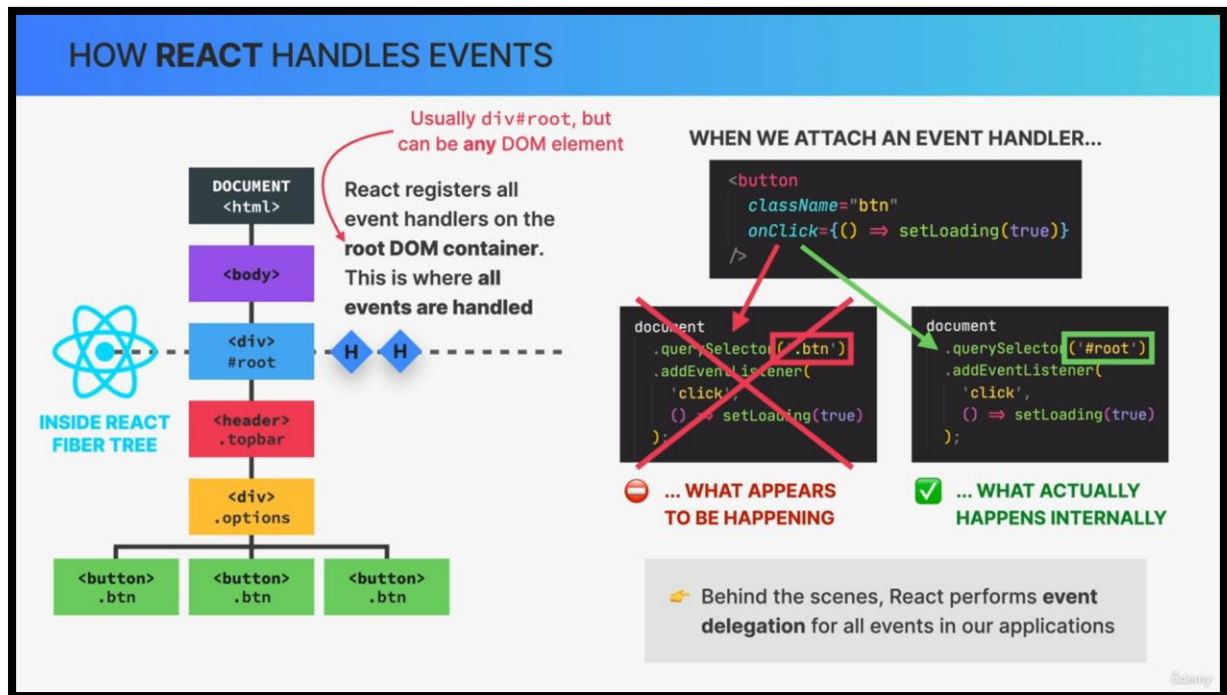 HOW REACT HANDLES EVENTS
Usually div#root, but
can be any DOM element
DOCUMENT
<html>
<body>
<div>
#root
<header>
.topbar
<div>
.options
<button>
.btn
<button>
.btn
<button>
.btn
INSIDE REACT
FIBER TREE
React registers all
event handlers on the
root DOM container.
This is where all
events are handled
H
H
WHEN WE ATTACH AN EVENT HANDLER...
<button
className="btn"
onClick={() ⇒ setLoading(true)}
/>
document
.querySelector('.btn')
.addEventListener(
'click',
() ⇒ setLoading(true)
);
... WHAT APPEARS
TO BE HAPPENING
document
.querySelector('#root')
.addEventListener(
'click',
() ⇒ setLoading(true)
);
... WHAT ACTUALLY
HAPPENS INTERNALLY
Behind the scenes, React performs event
delegation for all events in our applications
ûdemy